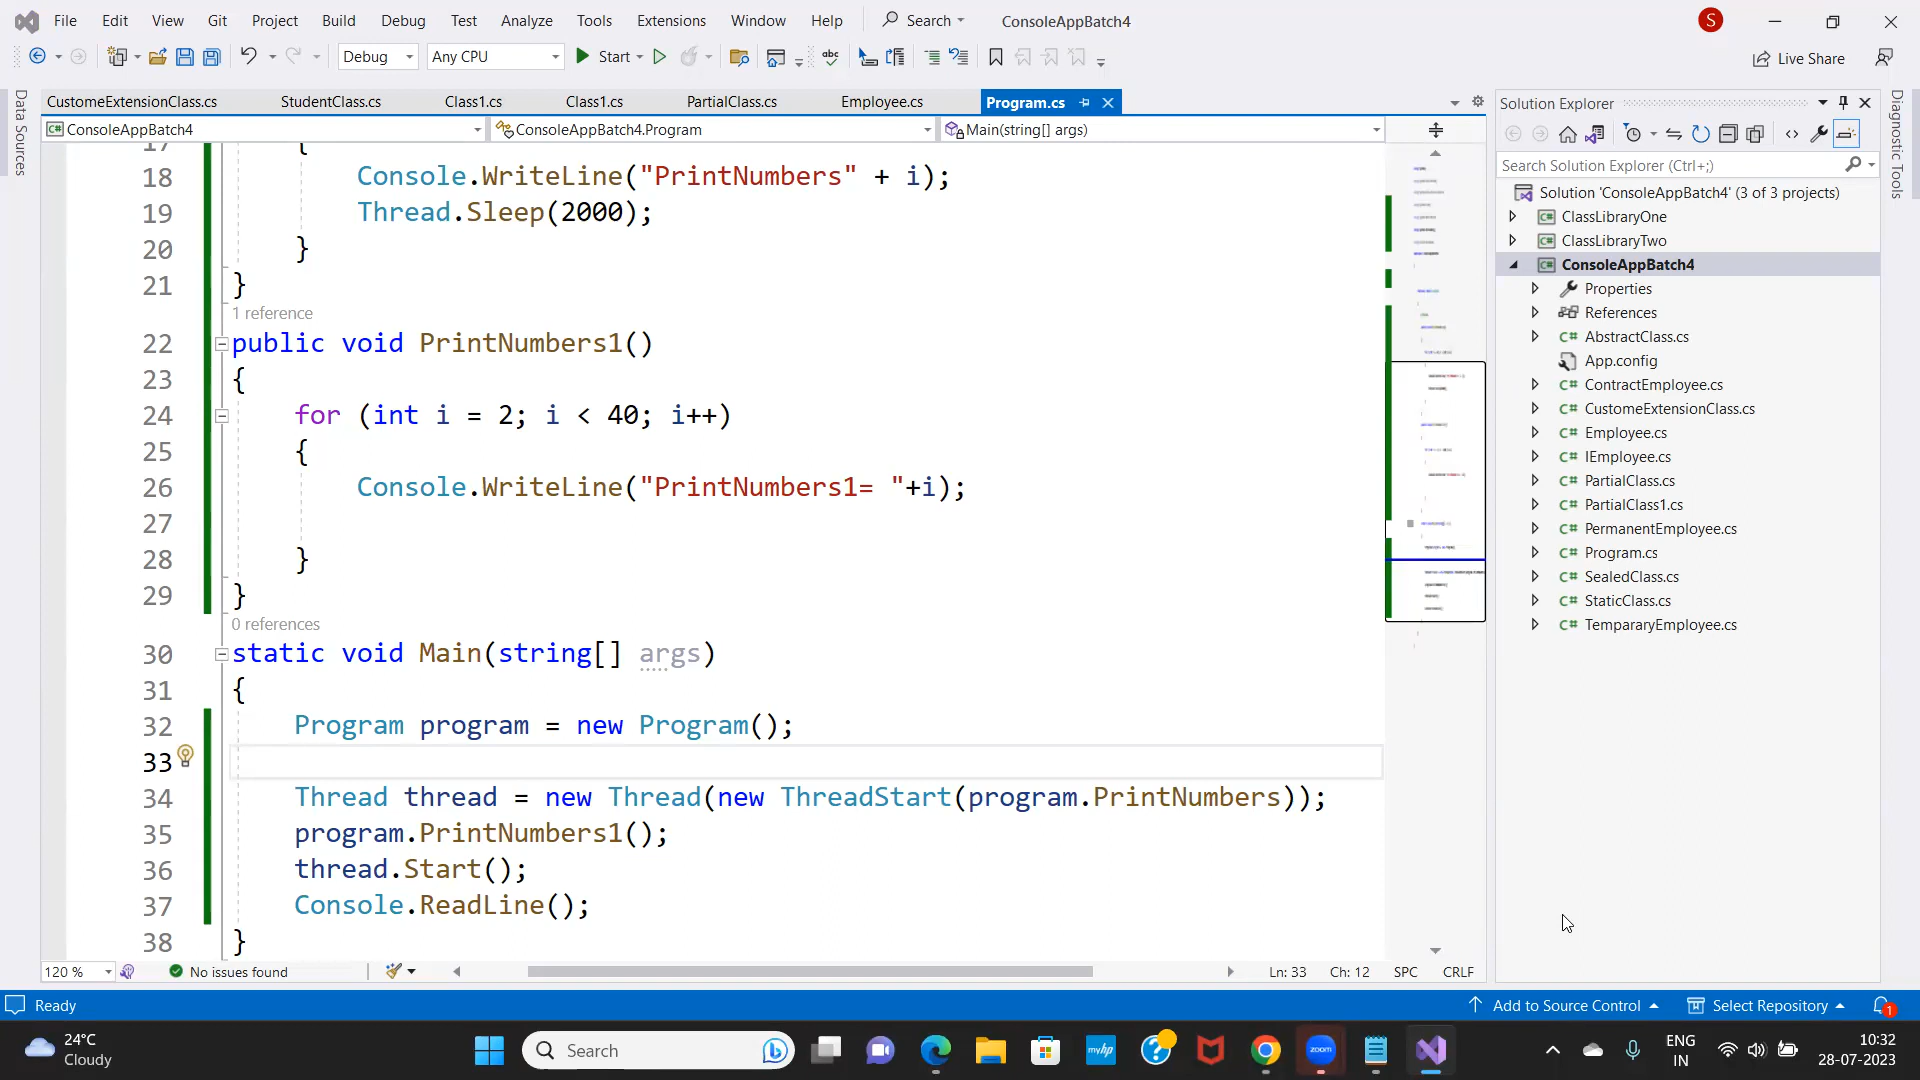 File Edit View Git Project Build Debug Test Analyze Tools Extensions Window Help Search ConsoleAppBatch4 S
Debug Any CPU Start Live Share
CustomeExtensionClass.cs StudentClass.cs Class1.cs Class1.cs PartialClass.cs Employee.cs Program.cs
ConsoleAppBatch4 ConsoleAppBatch4.Program Main(string[] args)
Data Sources
17 {
18 Console.WriteLine("PrintNumbers" + i);
19 Thread.Sleep(2000);
20 }
21 }
1 reference
22 public void PrintNumbers1()
23 {
24 for (int i = 2; i < 40; i++)
25 {
26 Console.WriteLine("PrintNumbers1= "+i);
27
28 }
29 }
0 references
30 static void Main(string[] args)
31 {
32 Program program = new Program();
33
34 Thread thread = new Thread(new ThreadStart(program.PrintNumbers));
35 program.PrintNumbers1();
36 thread.Start();
37 Console.ReadLine();
38 }
120 % No issues found Ln: 33 Ch: 12 SPC CRLF
Solution Explorer
Search Solution Explorer (Ctrl+;)
Solution 'ConsoleAppBatch4' (3 of 3 projects)
ClassLibraryOne
ClassLibraryTwo
ConsoleAppBatch4
Properties
References
AbstractClass.cs
App.config
ContractEmployee.cs
CustomeExtensionClass.cs
Employee.cs
IEmployee.cs
PartialClass.cs
PartialClass1.cs
PermanentEmployee.cs
Program.cs
SealedClass.cs
StaticClass.cs
TempararyEmployee.cs
Diagnostic Tools
Ready Add to Source Control Select Repository 1
24°C
Cloudy
Search
myhp
zoom
ENG
IN
10:32
28-07-2023